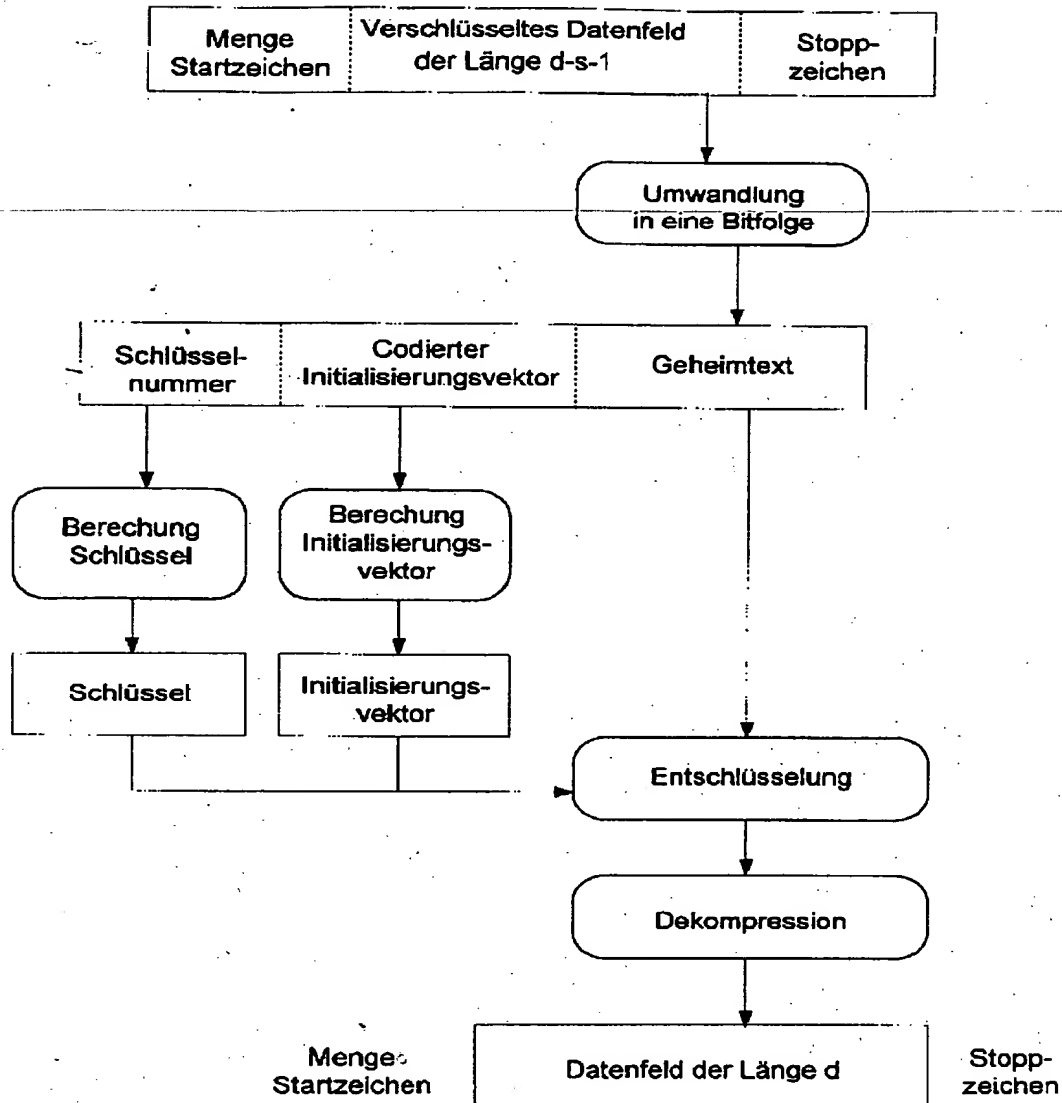 Menge
Startzeichen
Verschlüsseltes Datenfeld
der Länge d-s-1
Stopp-
zeichen
Umwandlung
in eine Bitfolge
Schlüssel-
nummer
Codierter
Initialisierungsvektor
Geheimtext
Berechung
Schlüssel
Berechung
Initialisierungs-
vektor
Schlüssel
Initialisierungs-
vektor
Entschlüsselung
Dekompression
Menge
Startzeichen
Datenfeld der Länge d
Stopp-
zeichen